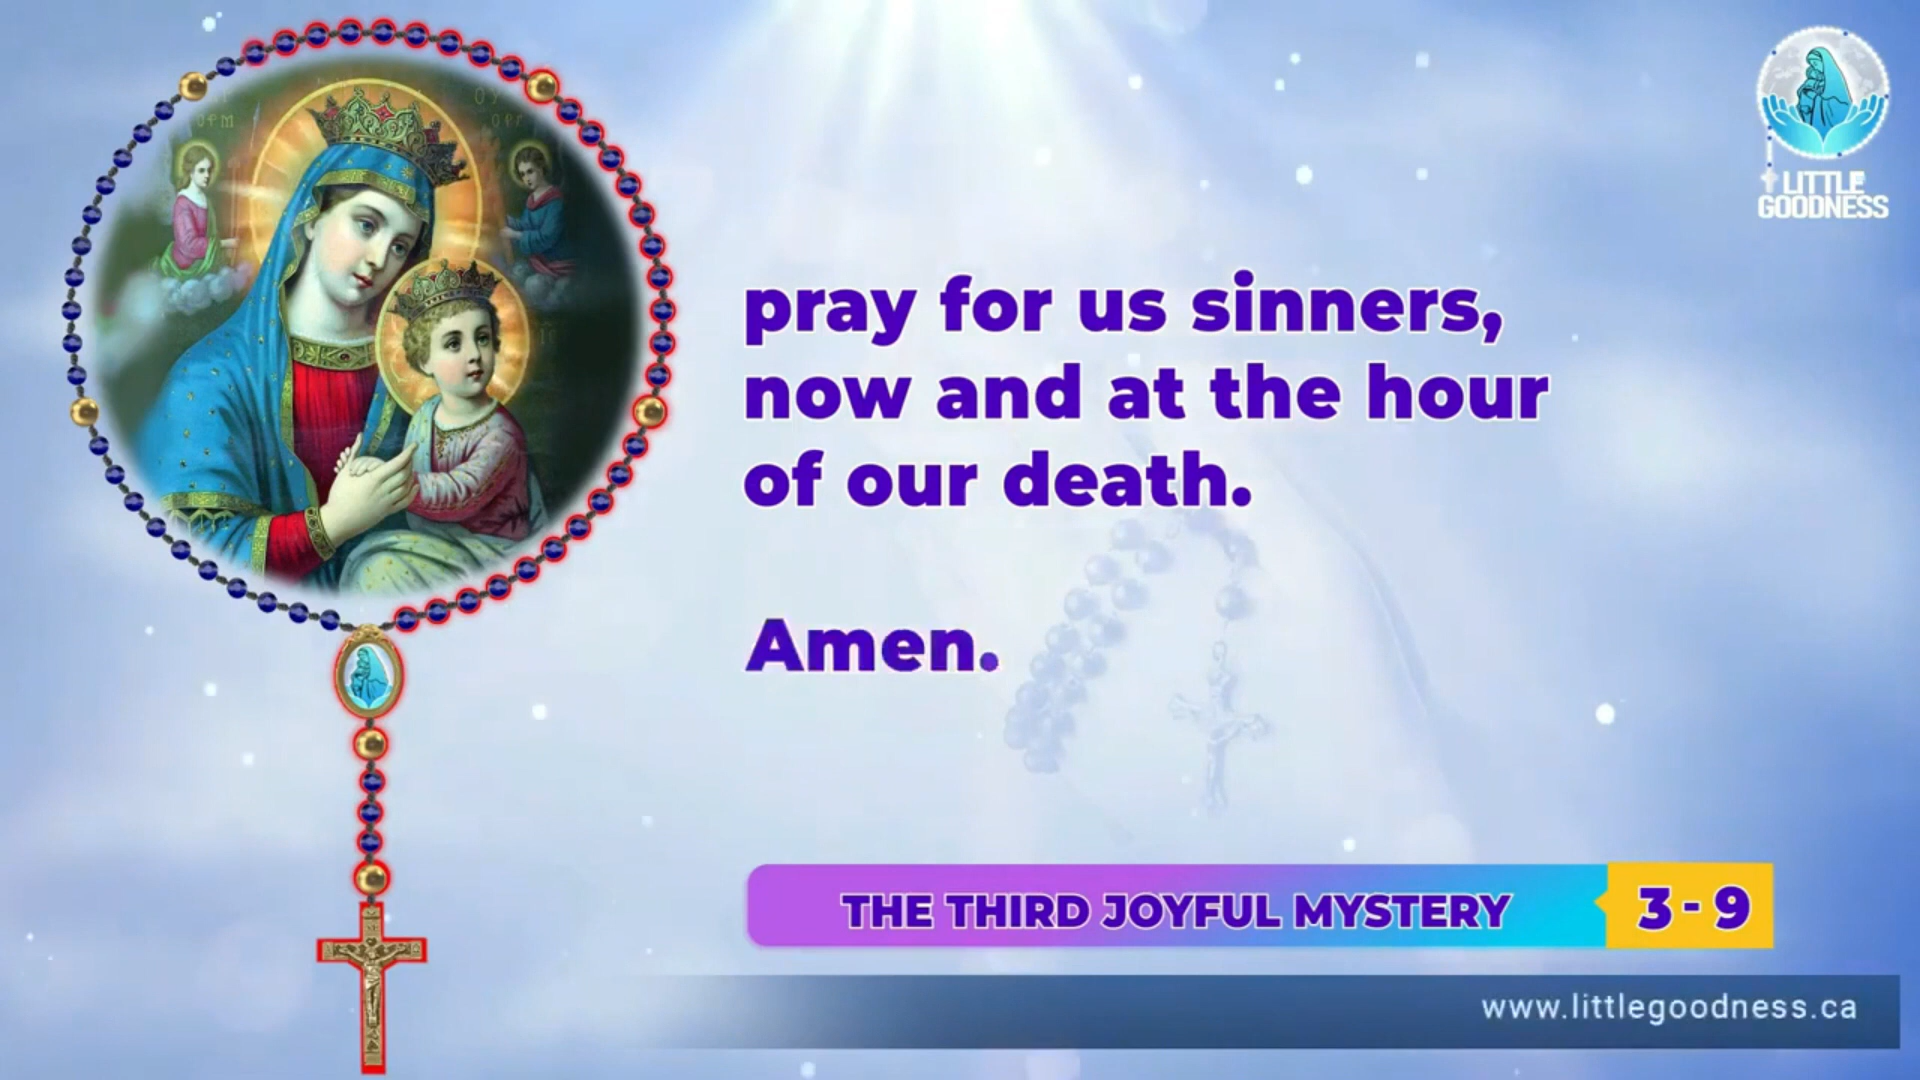 LITTLE
GOODNESS
pray for us sinners,
now and at the hour
of our death.
Amen.
THE THIRD JOYFUL MYSTERY
3 - 9
www.littlegoodness.ca